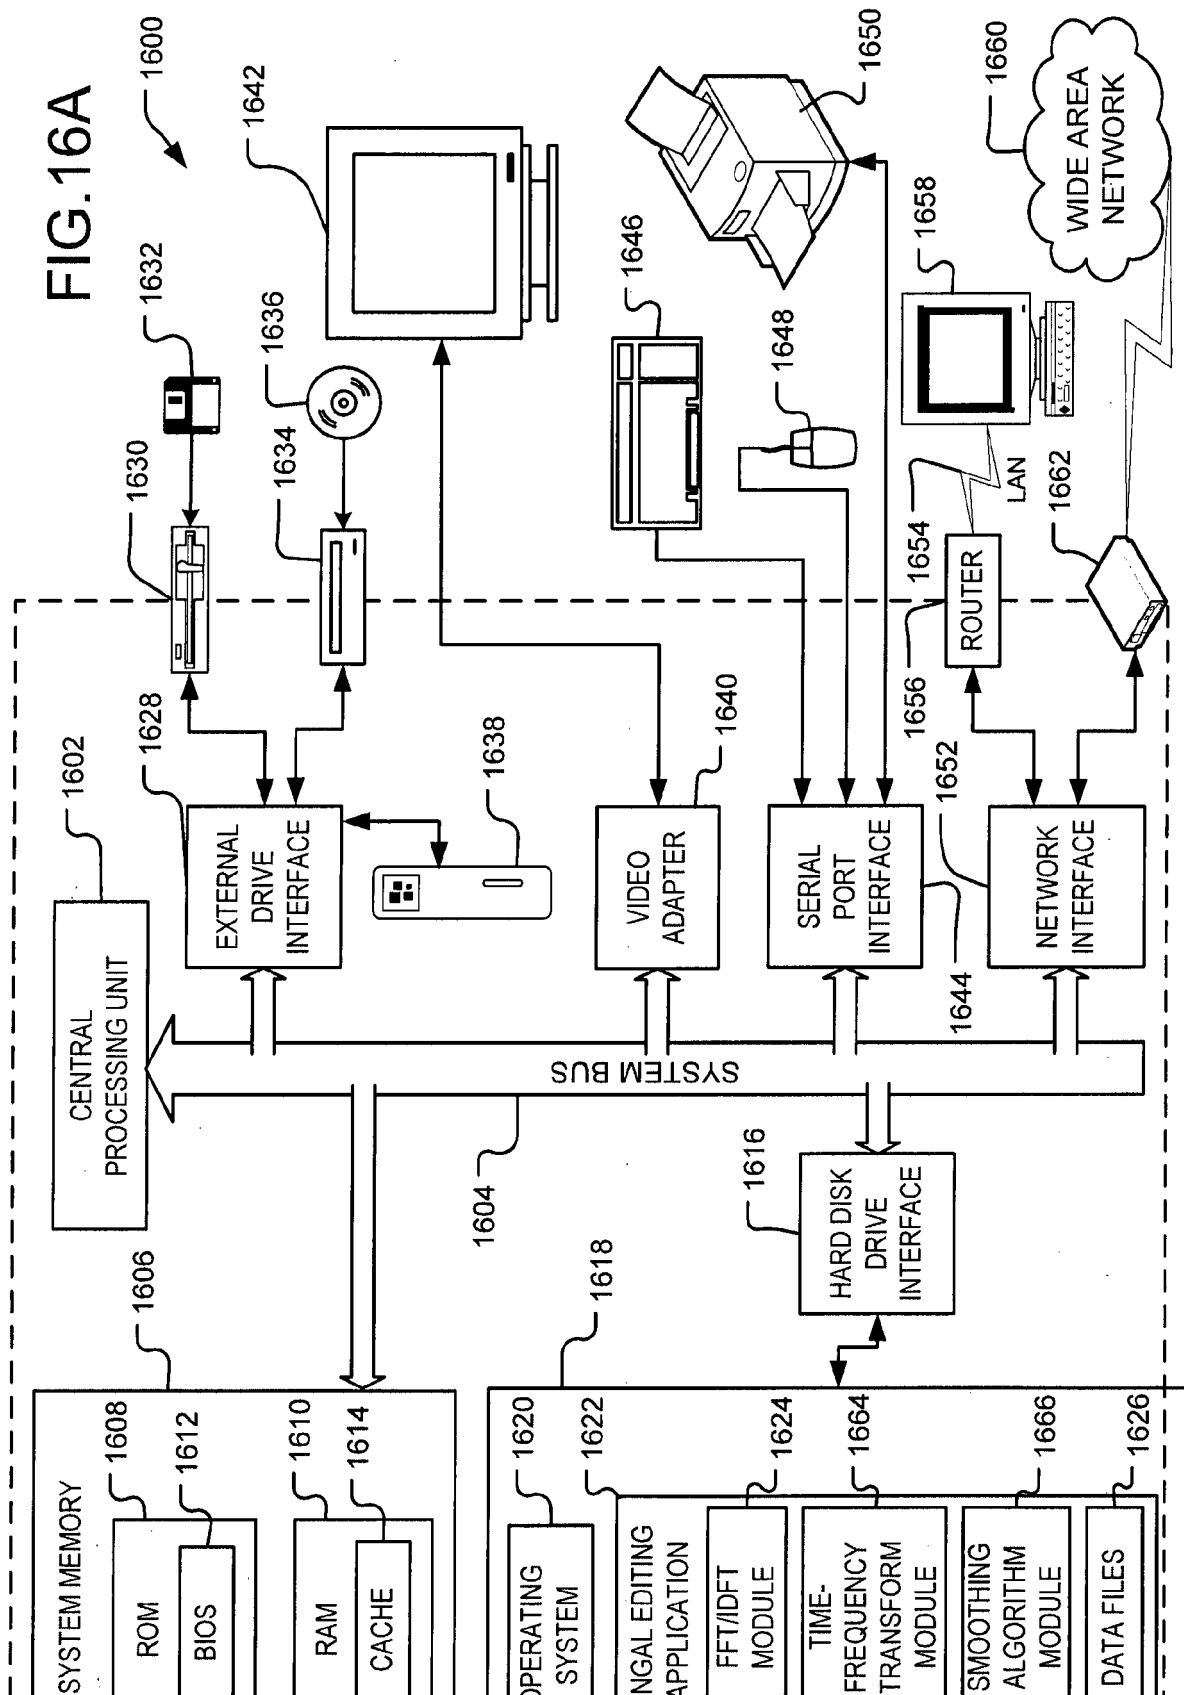 FIG.16A
1600
SYSTEM MEMORY
1606
ROM
1608
BIOS
1612
RAM
1610
CACHE
1614
CENTRAL
PROCESSING UNIT
1602
SYSTEM BUS
1604
EXTERNAL
DRIVE
INTERFACE
1628
1630
1632
1634
1636
1638
VIDEO
ADAPTER
1640
1642
SERIAL
PORT
INTERFACE
1644
1646
1648
1650
NETWORK
INTERFACE
1652
ROUTER
1656
1654
LAN
1658
WIDE AREA
NETWORK
1660
1662
HARD DISK
DRIVE
INTERFACE
1616
1618
OPERATING
SYSTEM
1620
NGAL EDITING
APPLICATION
1622
FFT/IDFT
MODULE
1624
TIME-
FREQUENCY
TRANSFORM
MODULE
1664
SMOOTHING
ALGORITHM
MODULE
1666
DATA FILES
1626